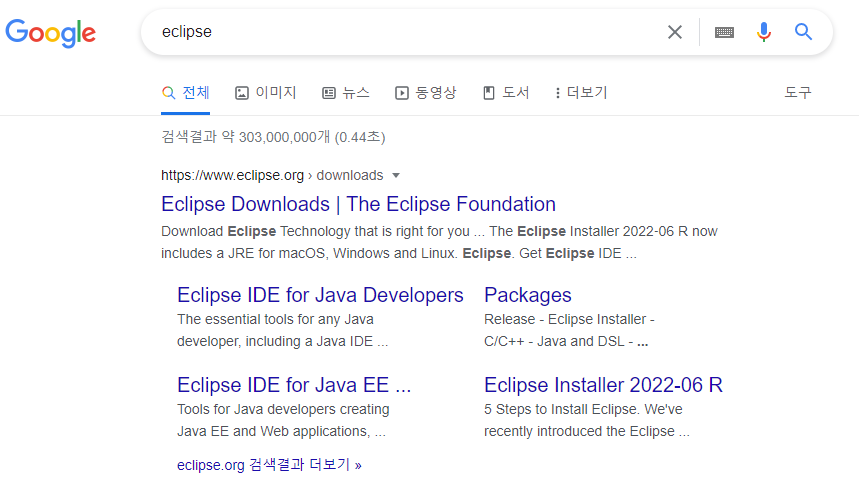 Google
eclipse
전체 이미지 뉴스 동영상 도서 더보기 도구
검색결과 약 303,000,000개 (0.44초)
https://www.eclipse.org › downloads
Eclipse Downloads | The Eclipse Foundation
Download Eclipse Technology that is right for you ... The Eclipse Installer 2022-06 R now
includes a JRE for macOS, Windows and Linux. Eclipse. Get Eclipse IDE ...
Eclipse IDE for Java Developers
The essential tools for any Java
developer, including a Java IDE ...
Packages
Release - Eclipse Installer -
C/C++ - Java and DSL - ...
Eclipse IDE for Java EE ...
Tools for Java developers creating
Java EE and Web applications, ...
Eclipse Installer 2022-06 R
5 Steps to Install Eclipse. We've
recently introduced the Eclipse ...
eclipse.org 검색결과 더보기 »